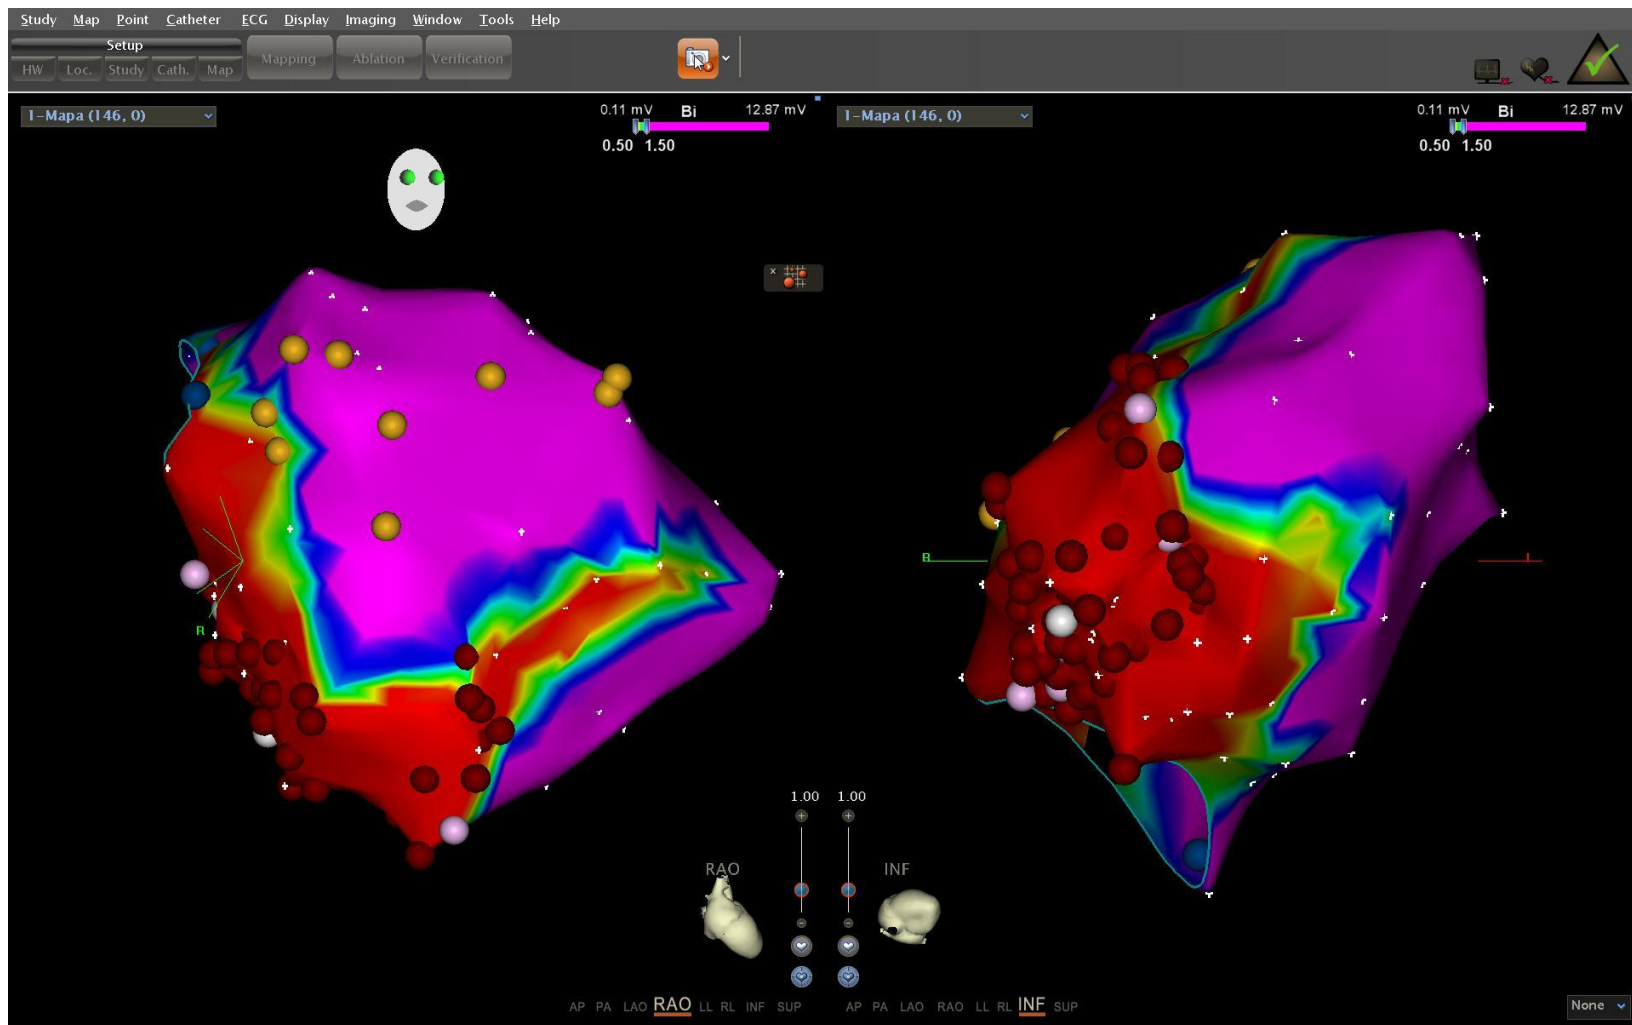 Study Map Point Catheter ECG Display Imaging Window Tools Help
Setup
HW Loc. Study Cath. Map
Mapping Ablation Verification
1-Mapa (146, 0)
0.11 mV Bi 12.87 mV
0.50 1.50
1-Mapa (146, 0)
0.11 mV Bi 12.87 mV
0.50 1.50
x
R
R
L
1.00 1.00
RAO
INF
AP PA LAO RAO LL RL INF SUP
AP PA LAO RAO LL RL INF SUP
None